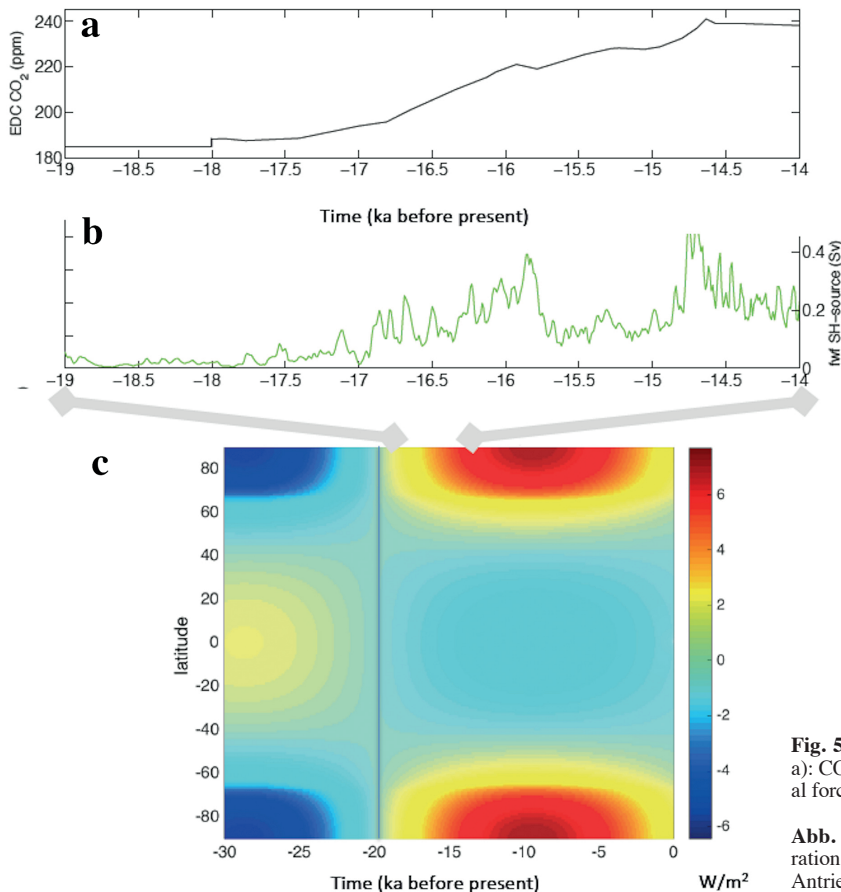 a
EDC CO₂ (ppm)
240
220
200
180
−19 −18.5 −18 −17.5 −17 −16.5 −16 −15.5 −15 −14.5 −14
Time (ka before present)
b
0.4
0.2
0
fwf SH−source (Sv)
−19 −18.5 −18 −17.5 −17 −16.5 −16 −15.5 −15 −14.5 −14
c
latitude
80
60
40
20
0
-20
-40
-60
-80
-30 -25 -20 -15 -10 -5 0
Time (ka before present)
6
4
2
0
-2
-4
-6
W/m²
Fig. 5
a): CO
al forc
Abb.
ration
Antrie